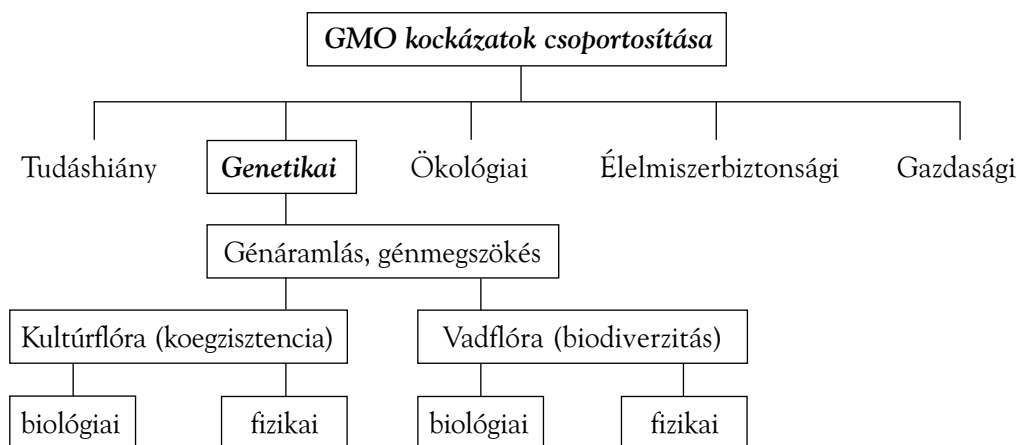 GMO kockázatok csoportosítása
Tudáshiány
Genetikai
Ökológiai
Élelmiszerbiztonsági
Gazdasági
Génáramlás, génmegszökés
Kultúrflóra (koegzisztencia)
Vadflóra (biodiverzitás)
biológiai
fizikai
biológiai
fizikai